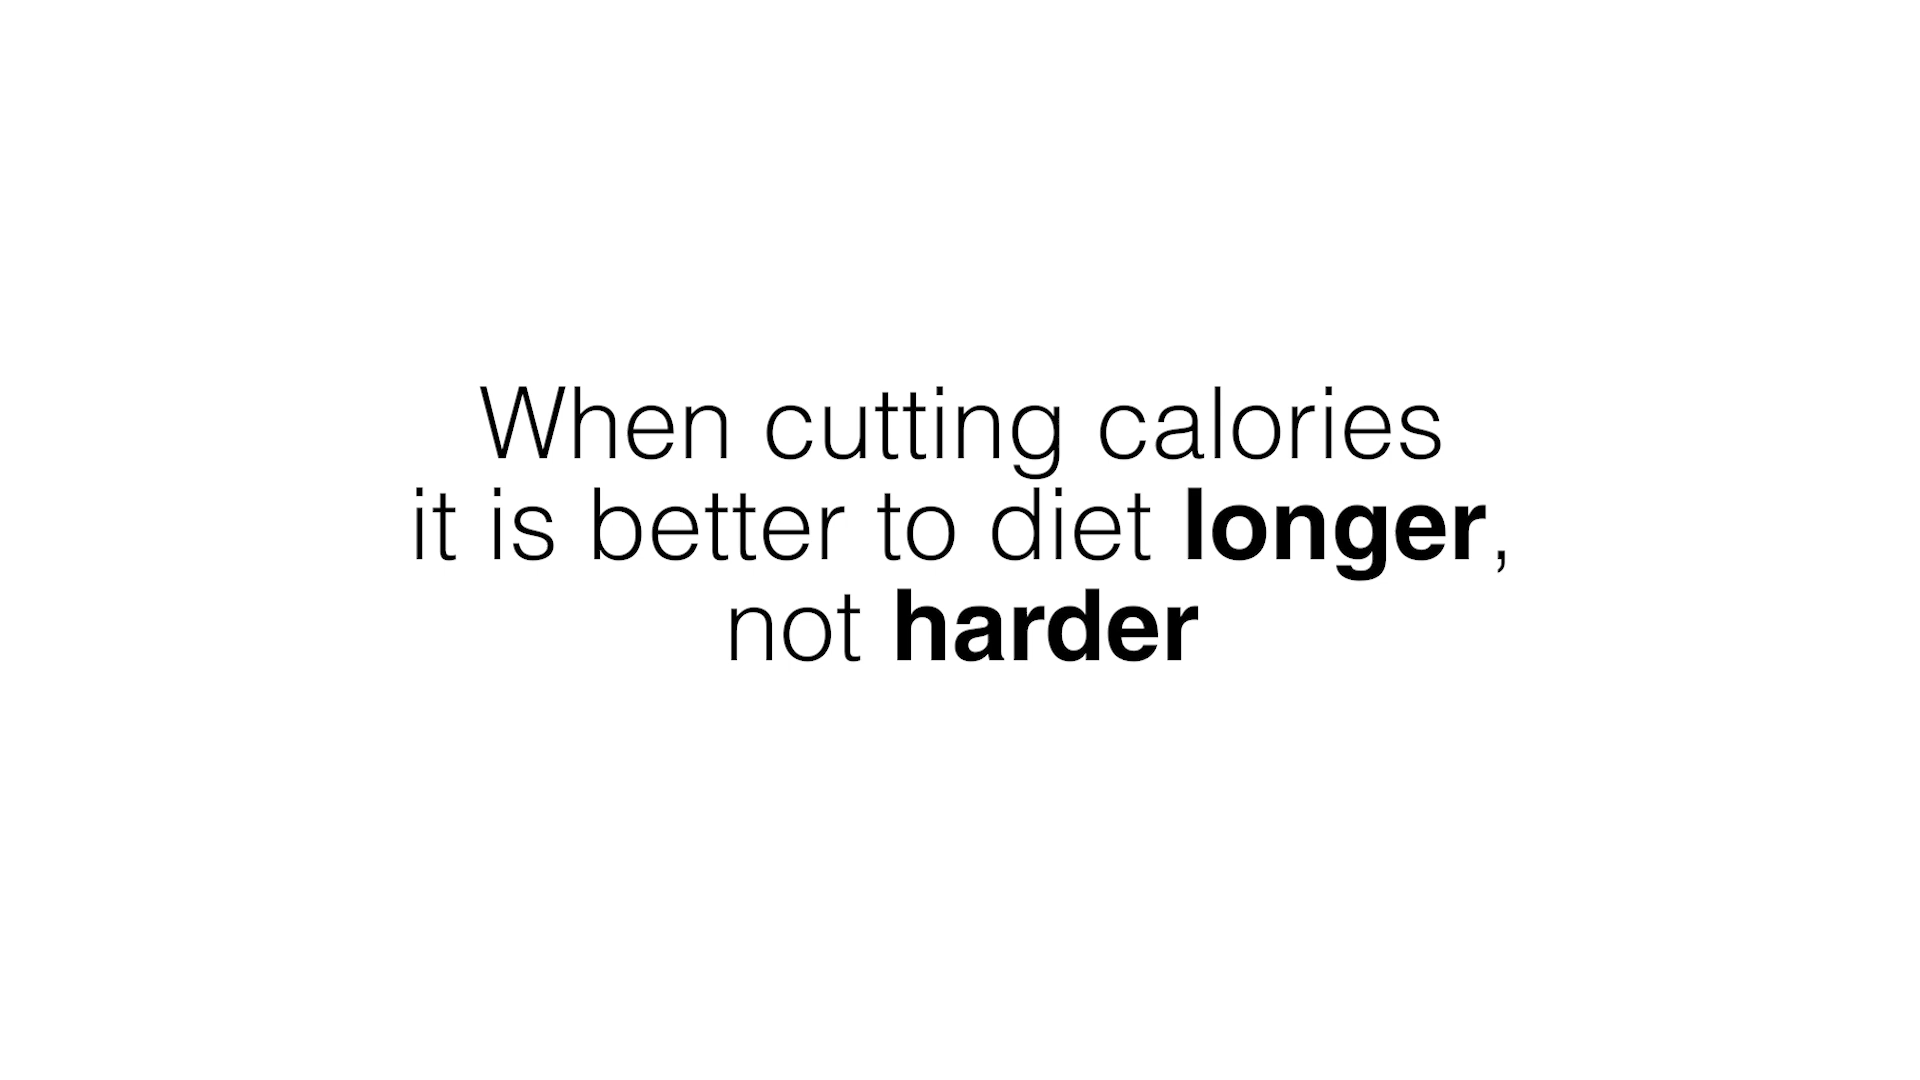 When cutting calories
it is better to diet longer,
not harder